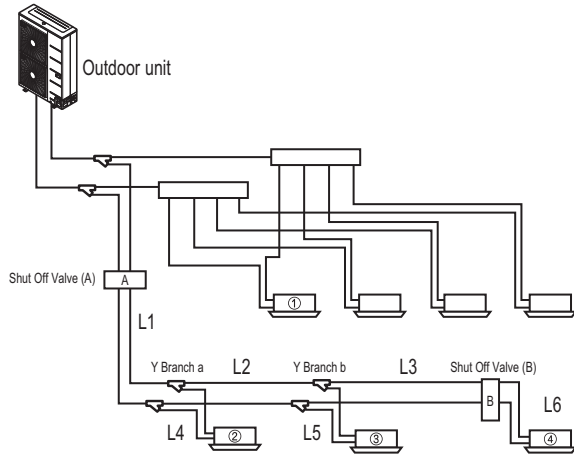 Outdoor unit
Shut Off Valve (A)
A
L1
①
Y Branch a
L2
Y Branch b
L3
Shut Off Valve (B)
B
L6
L4
②
L5
③
④